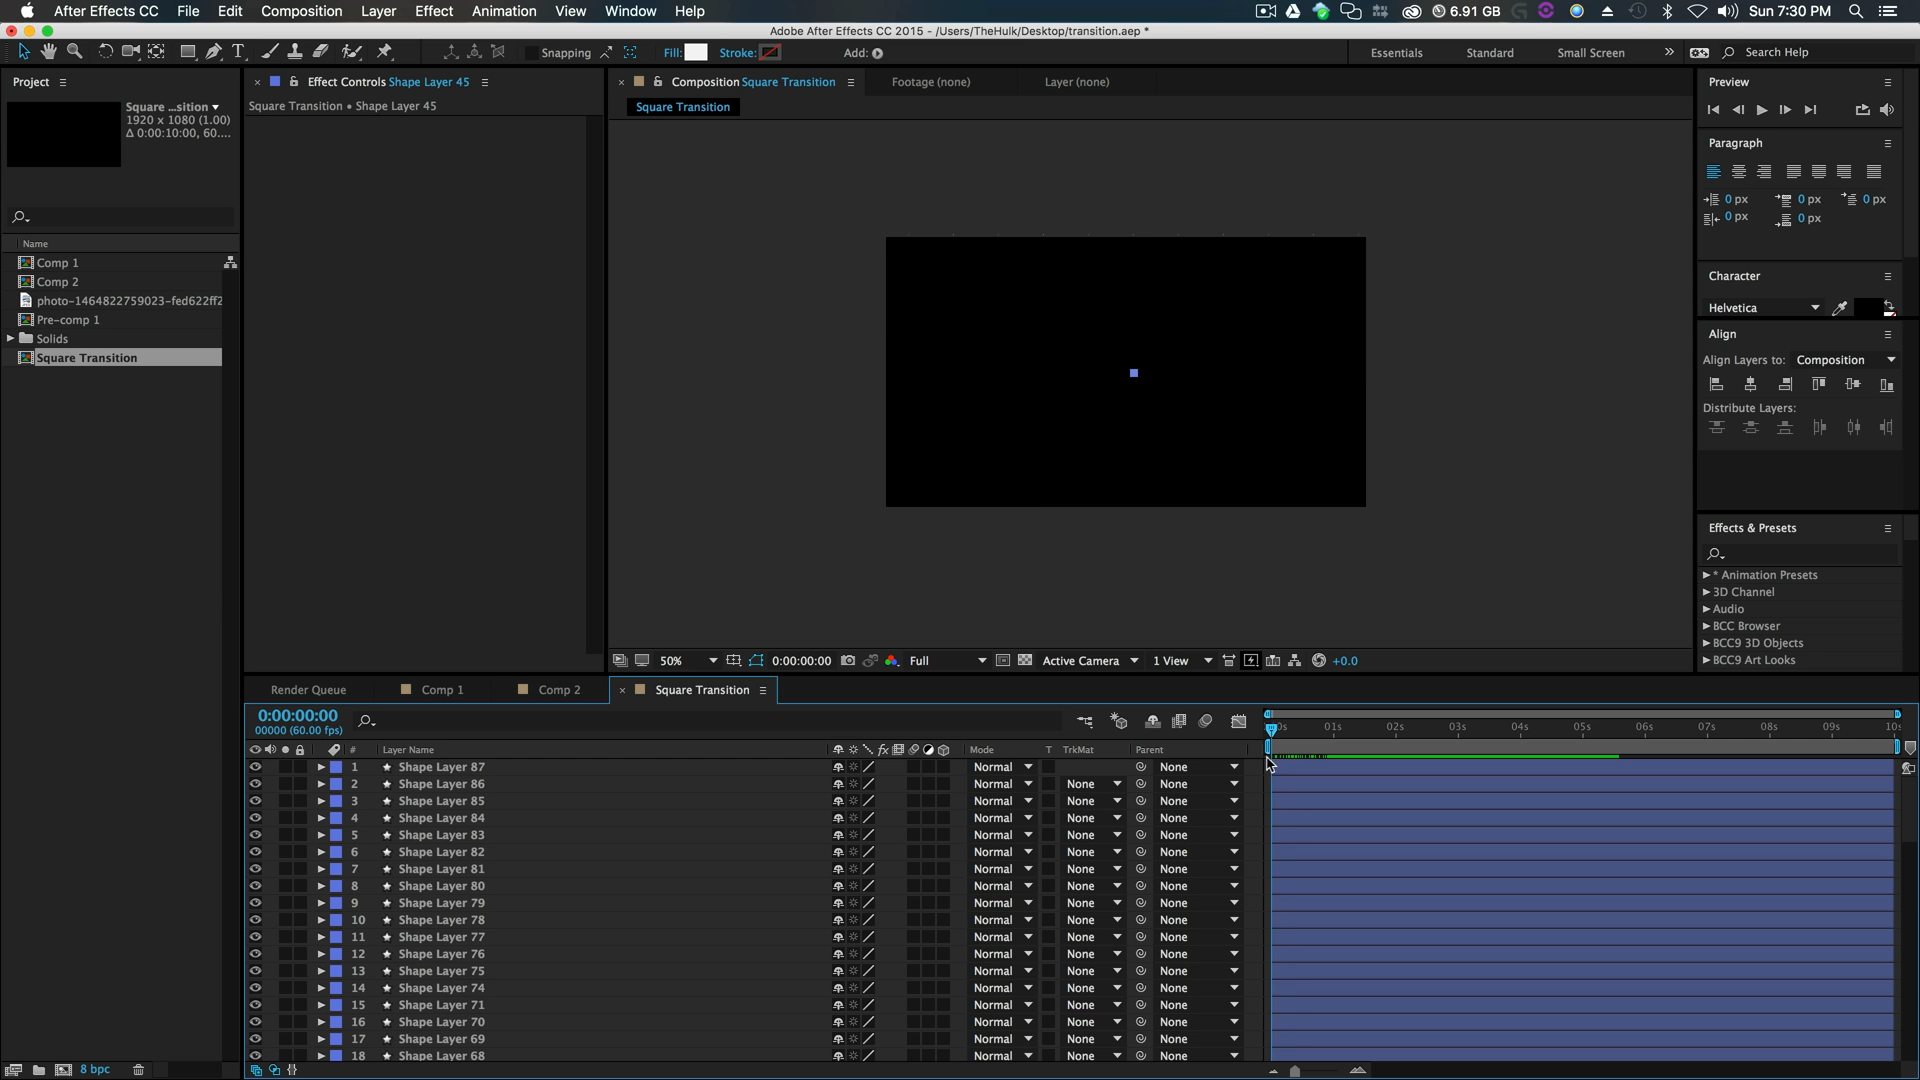 After Effects CC File Edit Composition Layer Effect Animation View Window Help 6.91 GB Sun 7:30 PM
Adobe After Effects CC 2015 - /Users/TheHulk/Desktop/transition.aep *
Snapping Fill: Stroke: Add: Essentials Standard Small Screen Search Help
Project
Square ...sition
1920 x 1080 (1.00)
Δ 0:00:10:00, 60....
Name
Comp 1
Comp 2
photo-1464822759023-fed622ff2
Pre-comp 1
Solids
Square Transition
8 bpc
Effect Controls Shape Layer 45
Square Transition • Shape Layer 45
Composition Square Transition Footage (none) Layer (none)
Square Transition
50% 0:00:00:00 Full Active Camera 1 View +0.0
Preview
Paragraph
0 px 0 px 0 px
0 px 0 px
Character
Helvetica
Align
Align Layers to: Composition
Distribute Layers:
Effects & Presets
* Animation Presets
3D Channel
Audio
BCC Browser
BCC9 3D Objects
BCC9 Art Looks
Render Queue Comp 1 Comp 2 Square Transition
0:00:00:00
00000 (60.00 fps)
0s 01s 02s 03s 04s 05s 06s 07s 08s 09s 10s
# Layer Name fx Mode T TrkMat Parent
1 Shape Layer 87 Normal None
2 Shape Layer 86 Normal None None
3 Shape Layer 85 Normal None None
4 Shape Layer 84 Normal None None
5 Shape Layer 83 Normal None None
6 Shape Layer 82 Normal None None
7 Shape Layer 81 Normal None None
8 Shape Layer 80 Normal None None
9 Shape Layer 79 Normal None None
10 Shape Layer 78 Normal None None
11 Shape Layer 77 Normal None None
12 Shape Layer 76 Normal None None
13 Shape Layer 75 Normal None None
14 Shape Layer 74 Normal None None
15 Shape Layer 71 Normal None None
16 Shape Layer 70 Normal None None
17 Shape Layer 69 Normal None None
18 Shape Layer 68 Normal None None